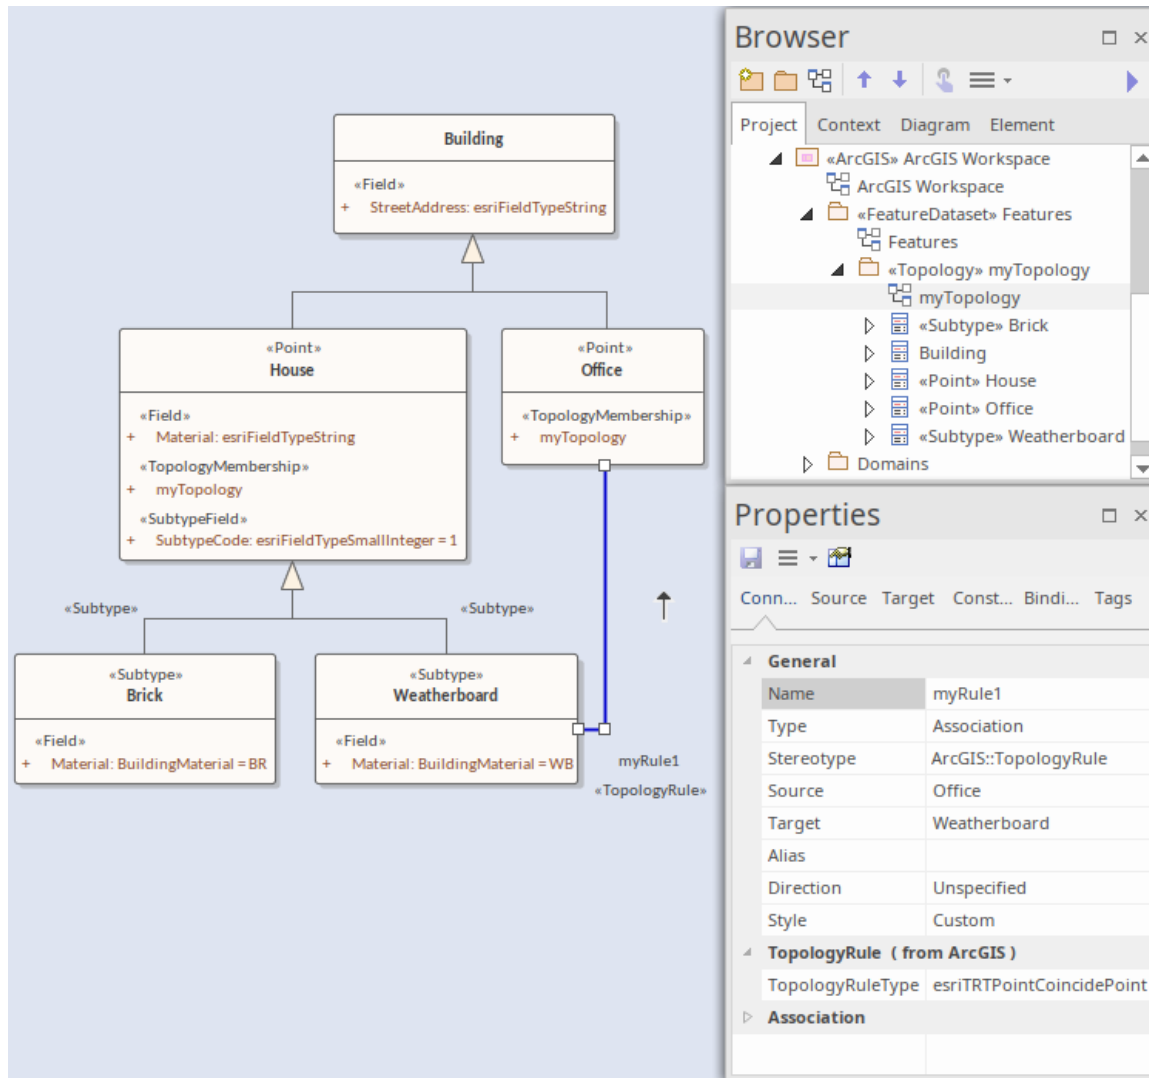 Building
«Field»
+ StreetAddress: esriFieldTypeString
«Point»
House
«Field»
+ Material: esriFieldTypeString
«TopologyMembership»
+ myTopology
«SubtypeField»
+ SubtypeCode: esriFieldTypeSmallInteger = 1
«Point»
Office
«TopologyMembership»
+ myTopology
«Subtype»
«Subtype»
«Subtype»
Brick
«Field»
+ Material: BuildingMaterial = BR
«Subtype»
Weatherboard
«Field»
+ Material: BuildingMaterial = WB
myRule1
«TopologyRule»
Browser
Project Context Diagram Element
«ArcGIS» ArcGIS Workspace
ArcGIS Workspace
«FeatureDataset» Features
Features
«Topology» myTopology
myTopology
«Subtype» Brick
Building
«Point» House
«Point» Office
«Subtype» Weatherboard
Domains
Properties
Conn... Source Target Const... Bindi... Tags
General
Name myRule1
Type Association
Stereotype ArcGIS::TopologyRule
Source Office
Target Weatherboard
Alias
Direction Unspecified
Style Custom
TopologyRule ( from ArcGIS )
TopologyRuleType esriTRTPointCoincidePoint
Association